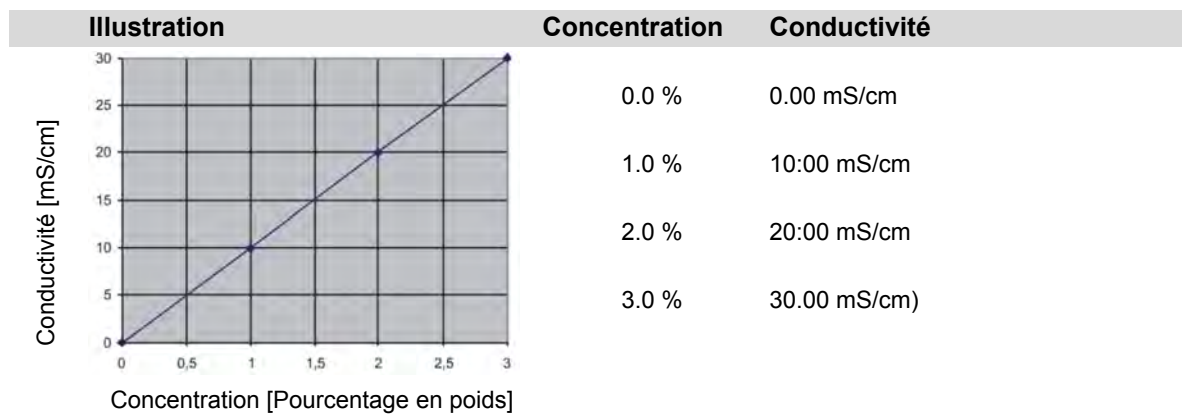 Illustration Concentration Conductivité
30
25
20
15
10
5
0
0 0,5 1 1,5 2 2,5 3
Conductivité [mS/cm]
Concentration [Pourcentage en poids]
0.0 % 0.00 mS/cm
1.0 % 10:00 mS/cm
2.0 % 20:00 mS/cm
3.0 % 30.00 mS/cm)